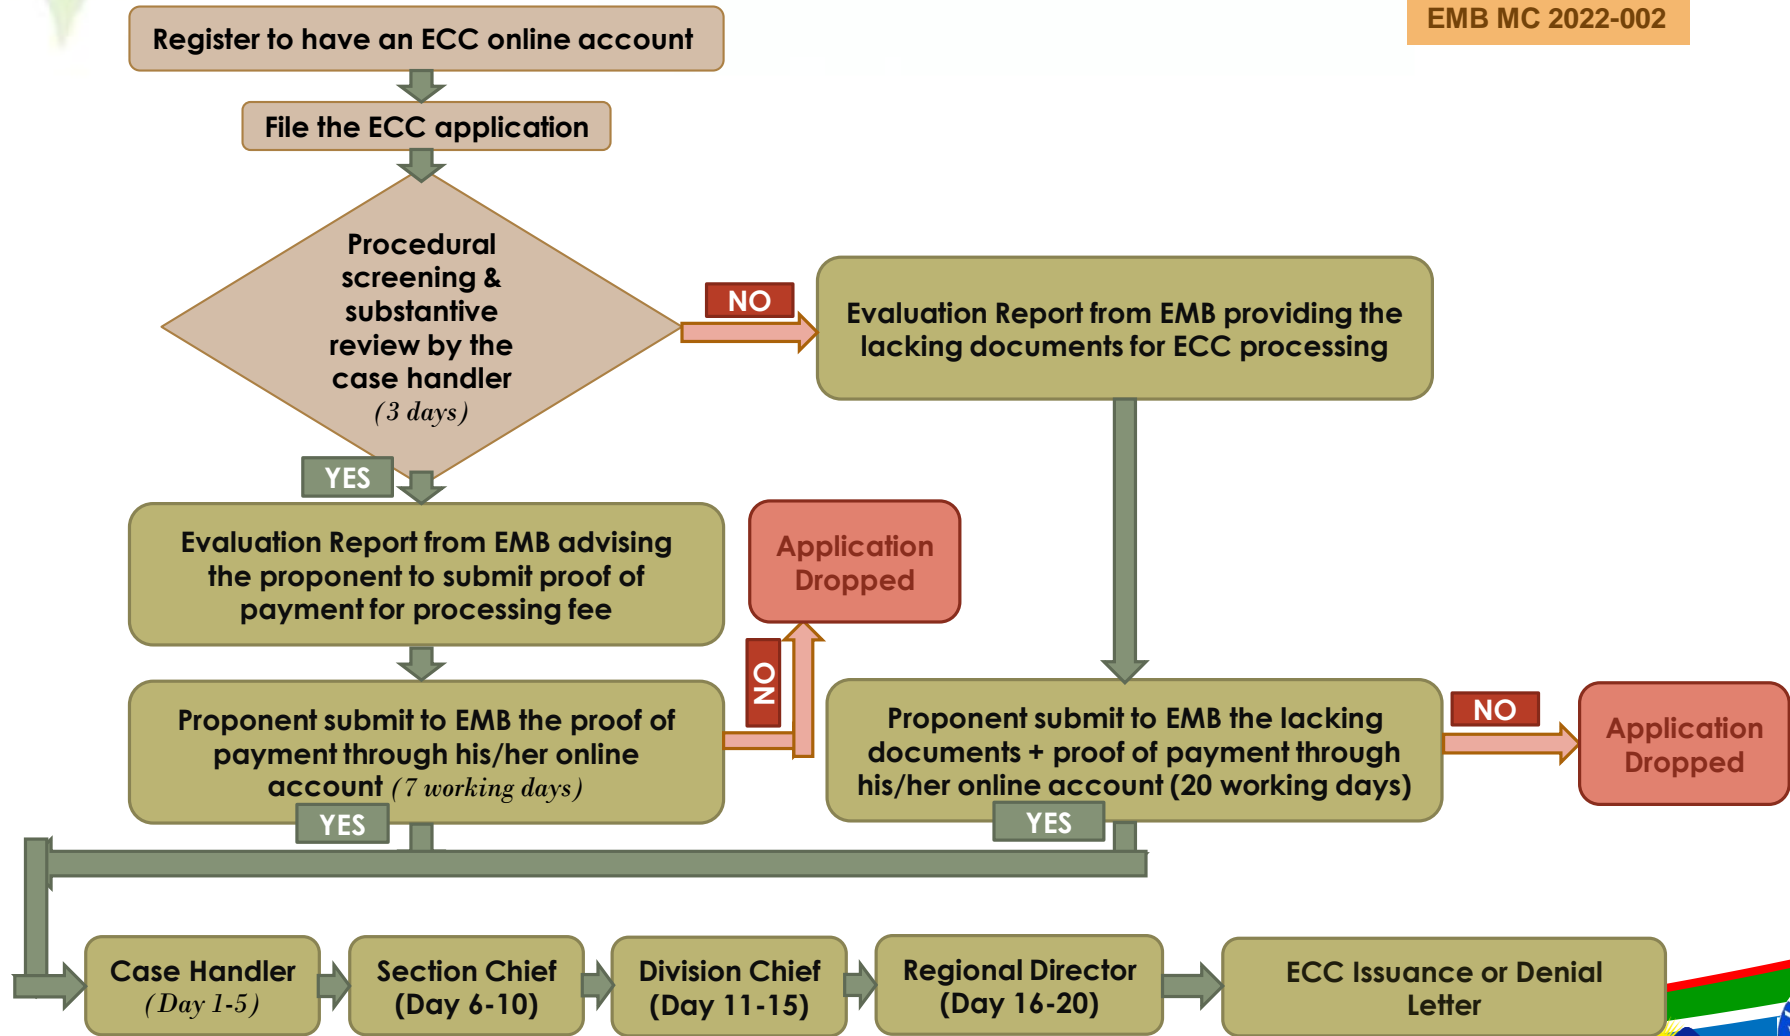 EMB MC 2022-002
Register to have an ECC online account
File the ECC application
Procedural
screening &
substantive
review by the
case handler
(3 days)
NO
Evaluation Report from EMB providing the
lacking documents for ECC processing
YES
Evaluation Report from EMB advising
the proponent to submit proof of
payment for processing fee
Application
Dropped
NO
Proponent submit to EMB the proof of
payment through his/her online
account (7 working days)
YES
Proponent submit to EMB the lacking
documents + proof of payment through
his/her online account (20 working days)
YES
NO
Application
Dropped
Case Handler
(Day 1-5)
Section Chief
(Day 6-10)
Division Chief
(Day 11-15)
Regional Director
(Day 16-20)
ECC Issuance or Denial
Letter